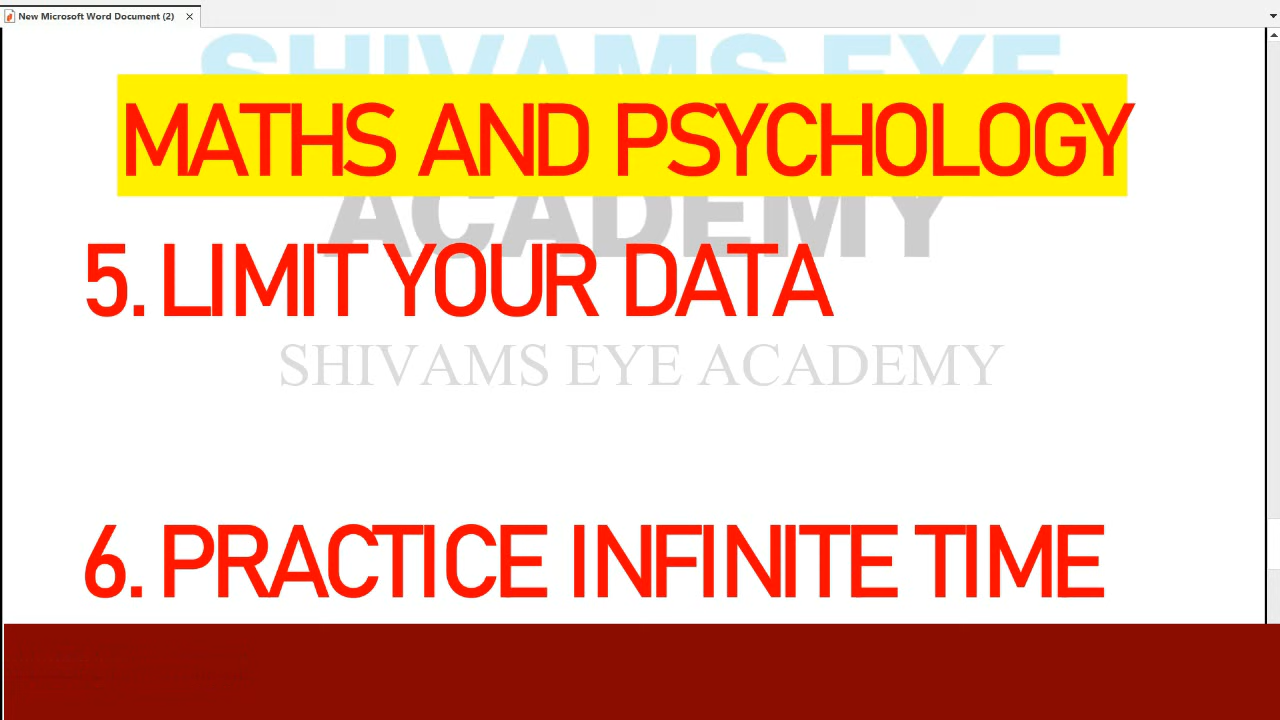 New Microsoft Word Document (2)
SHIVAMS EYE
MATHS AND PSYCHOLOGY
ACADEMY
5. LIMIT YOUR DATA
SHIVAMS EYE ACADEMY
6. PRACTICE INFINITE TIME